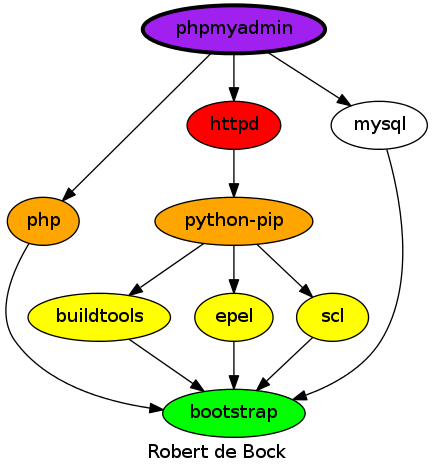 phpmyadmin
httpd
mysql
php
python-pip
buildtools
epel
scl
bootstrap
Robert de Bock